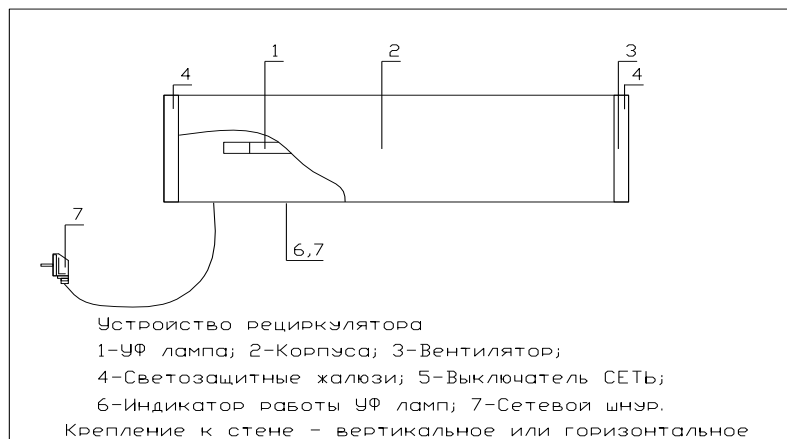 1 2 3
4 4
7
6,7
Устройство рециркулятора
1-УФ лампа; 2-Корпуса; 3-Вентилятор;
4-Светозащитные жалюзи; 5-Выключатель СЕТЬ;
6-Индикатор работы УФ ламп; 7-Сетевой шнур.
Крепление к стене - вертикальное или горизонтальное